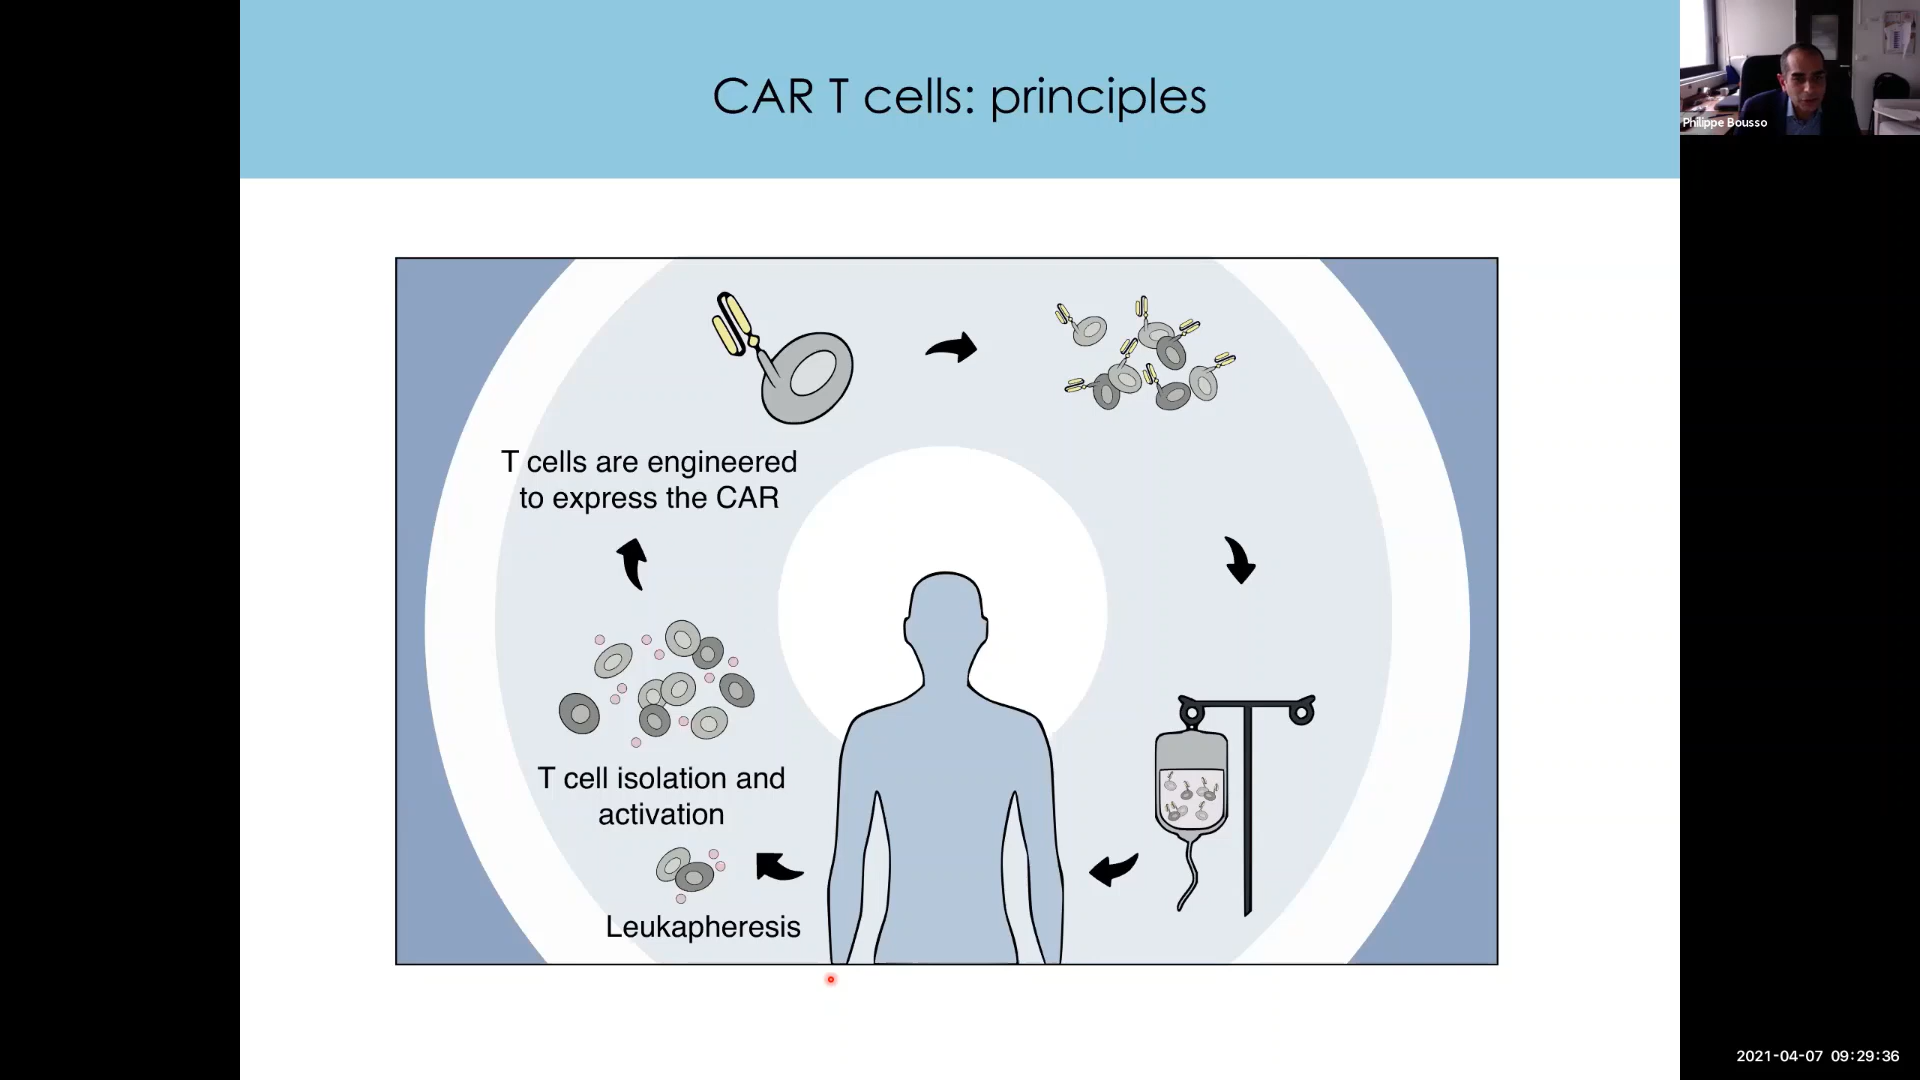 CAR T cells: principles
Philippe Bousso
T cells are engineered
to express the CAR
T cell isolation and
activation
Leukapheresis
2021-04-07 09:29:36